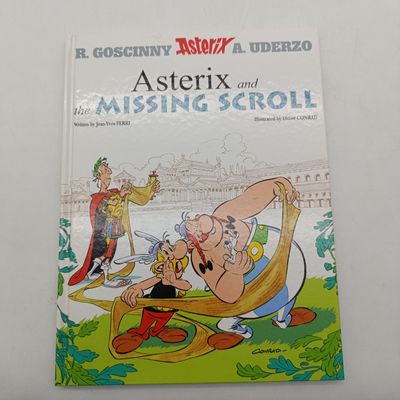 R. GOSCINNY Asterix A. UDERZO
Asterix and
the MISSING SCROLL
Written by Jean-Yves FERRI
Illustrated by Didier CONRAD
CONRAD